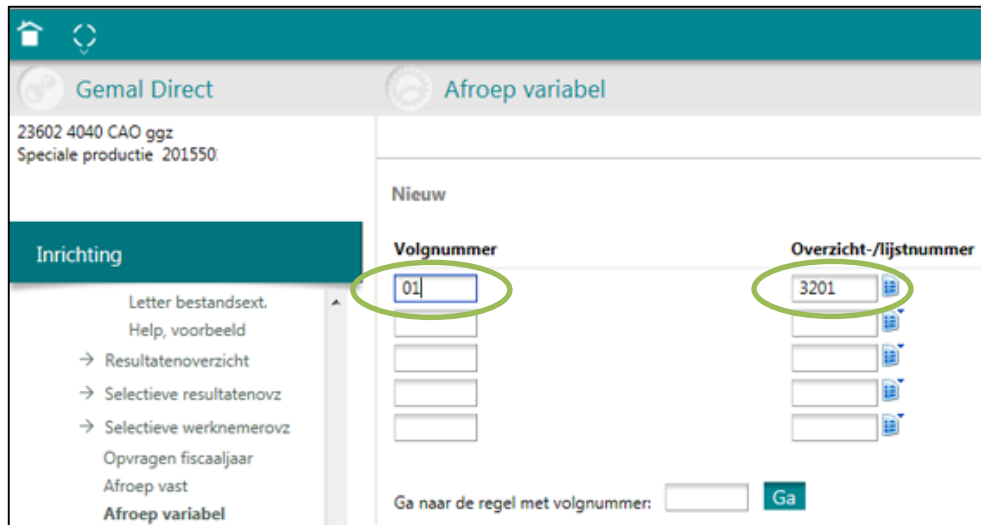 Gemal Direct
Afroep variabel
23602 4040 CAO ggz
Speciale productie 201550
Nieuw
Inrichting
Volgnummer
Overzicht-/lijstnummer
01
3201
Letter bestandsext.
Help, voorbeeld
→ Resultatenoverzicht
→ Selectieve resultatenovz
→ Selectieve werknemerovz
Opvragen fiscaaljaar
Afroep vast
Afroep variabel
Ga naar de regel met volgnummer:
Ga